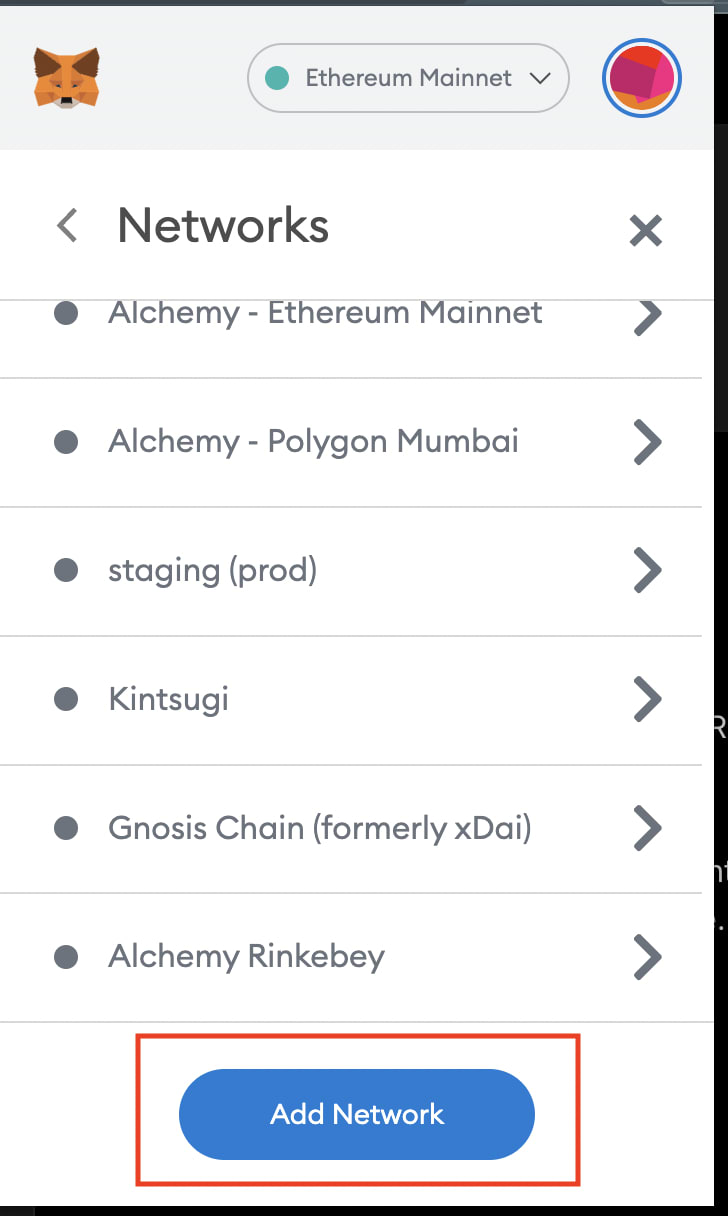 Ethereum Mainnet
Networks
Alchemy - Ethereum Mainnet
Alchemy - Polygon Mumbai
staging (prod)
Kintsugi
Gnosis Chain (formerly xDai)
Alchemy Rinkebey
Add Network